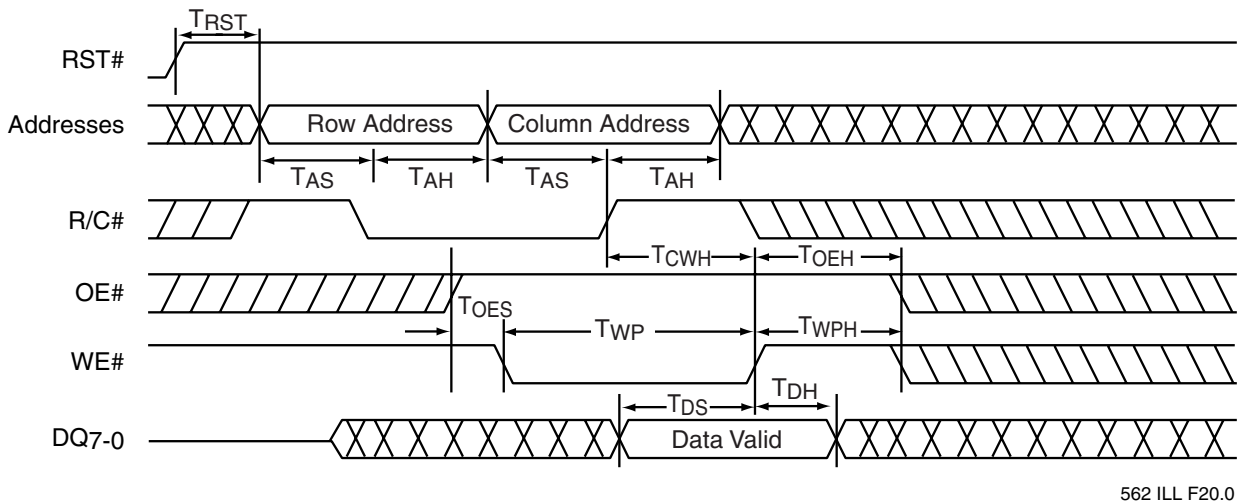 TRST
RST#
Addresses
Row Address
Column Address
TAS
TAH
TAS
TAH
R/C#
TCWH
TOEH
OE#
TOES
TWP
TWPH
WE#
TDS
TDH
DQ7-0
Data Valid
562 ILL F20.0